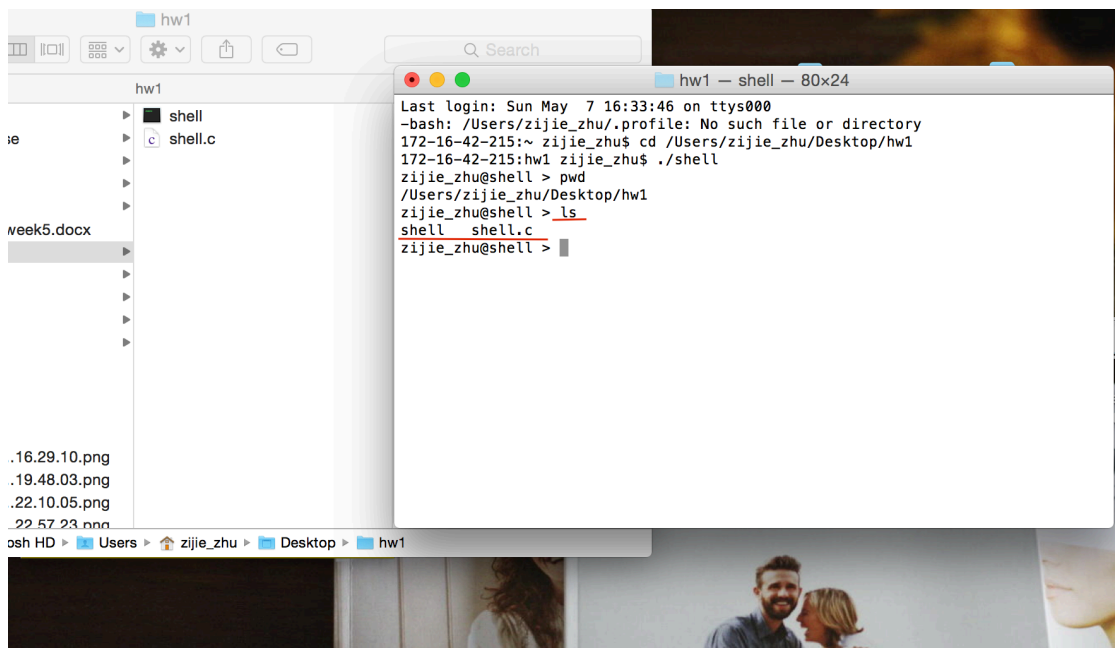 hw1
Search
hw1
shell
se
shell.c
week5.docx
.16.29.10.png
.19.48.03.png
.22.10.05.png
.22.57.23.png
osh HD Users zijie_zhu Desktop hw1
hw1 — shell — 80×24
Last login: Sun May  7 16:33:46 on ttys000
-bash: /Users/zijie_zhu/.profile: No such file or directory
172-16-42-215:~ zijie_zhu$ cd /Users/zijie_zhu/Desktop/hw1
172-16-42-215:hw1 zijie_zhu$ ./shell
zijie_zhu@shell > pwd
/Users/zijie_zhu/Desktop/hw1
zijie_zhu@shell > ls
shell   shell.c
zijie_zhu@shell >